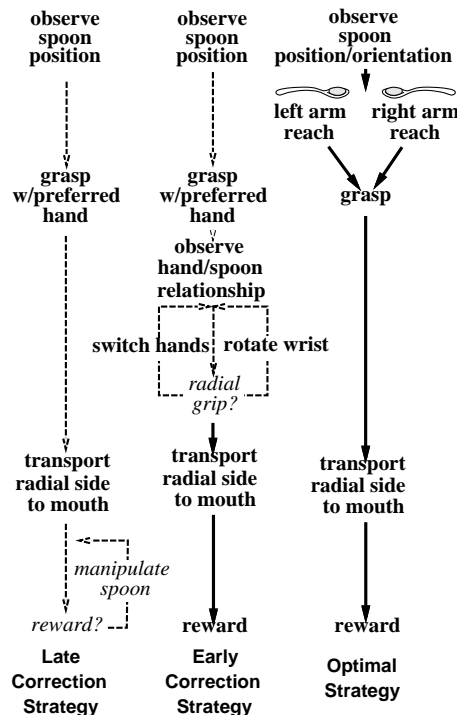 observe
spoon
position
grasp
w/preferred
hand
transport
radial side
to mouth
manipulate
spoon
reward?
Late
Correction
Strategy
observe
spoon
position
grasp
w/preferred
hand
observe
hand/spoon
relationship
switch hands
rotate wrist
radial
grip?
transport
radial side
to mouth
reward
Early
Correction
Strategy
observe
spoon
position/orientation
left arm
reach
right arm
reach
grasp
transport
radial side
to mouth
reward
Optimal
Strategy